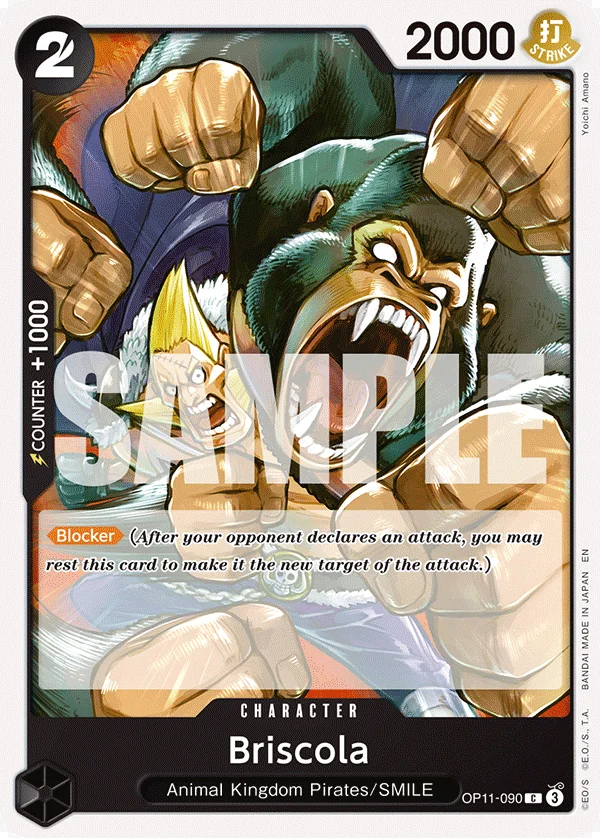 2
2000
打
STRIKE
Yoichi Amano
COUNTER +1000
SAMPLE
Blocker (After your opponent declares an attack, you may
rest this card to make it the new target of the attack.)
CHARACTER
Briscola
Animal Kingdom Pirates/SMILE
OP11-090 C 3
©EO/S ©E.O./S., T.A. BANDAI MADE IN JAPAN EN